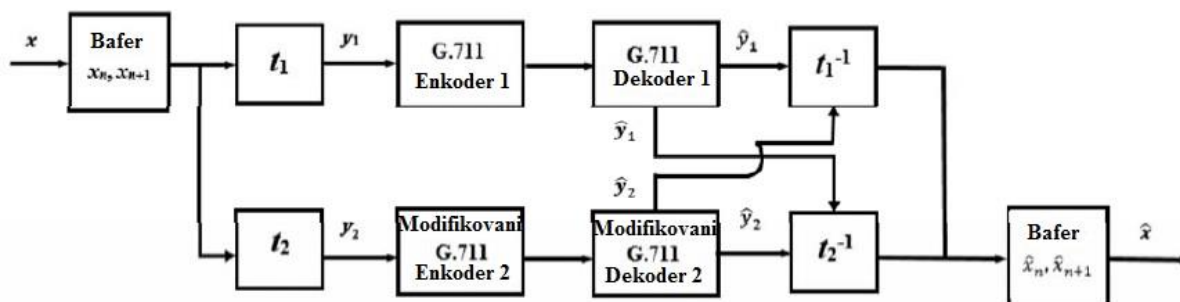 x
Bafer
xₙ, xₙ₊₁
t₁
y₁
G.711
Enkoder 1
G.711
Dekoder 1
ŷ₁
t₁⁻¹
ŷ₁
ŷ₂
t₂
y₂
Modifikovani
G.711
Enkoder 2
Modifikovani
G.711
Dekoder 2
ŷ₂
t₂⁻¹
Bafer
x̂ₙ, x̂ₙ₊₁
x̂